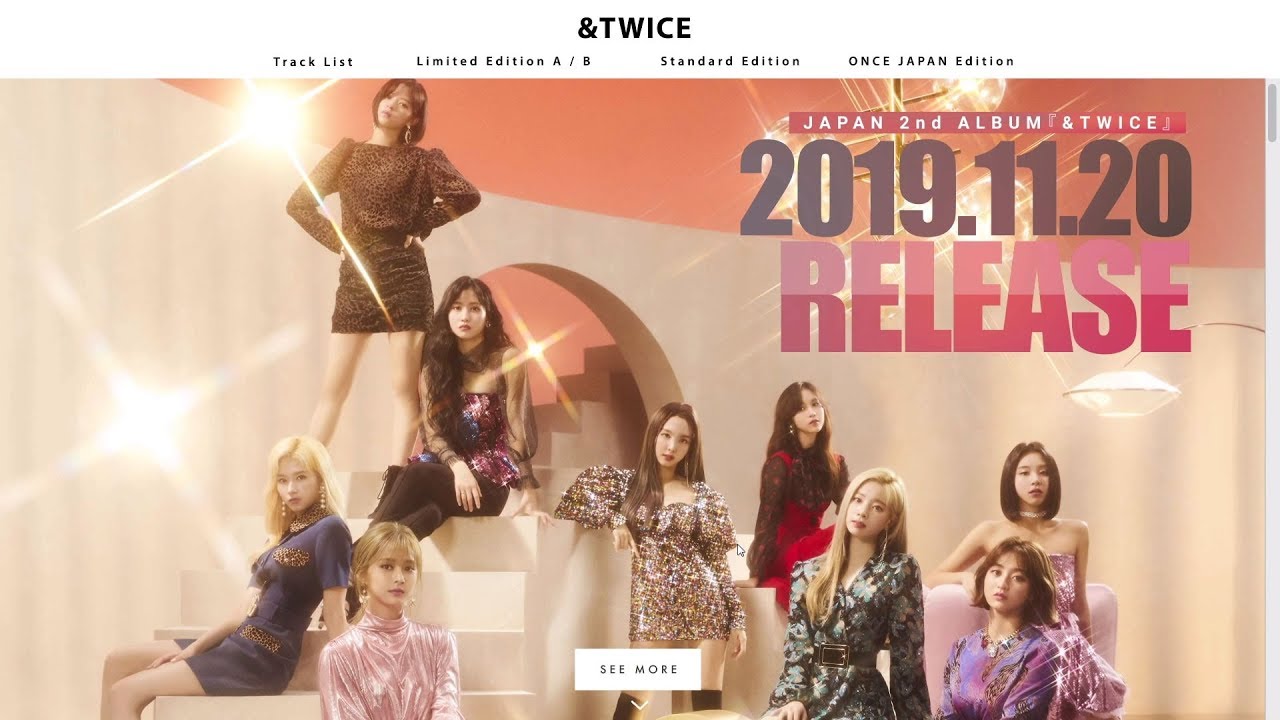 &TWICE
Track List
Limited Edition A / B
Standard Edition
ONCE JAPAN Edition
JAPAN 2nd ALBUM『&TWICE』
2019.11.20
RELEASE
SEE MORE